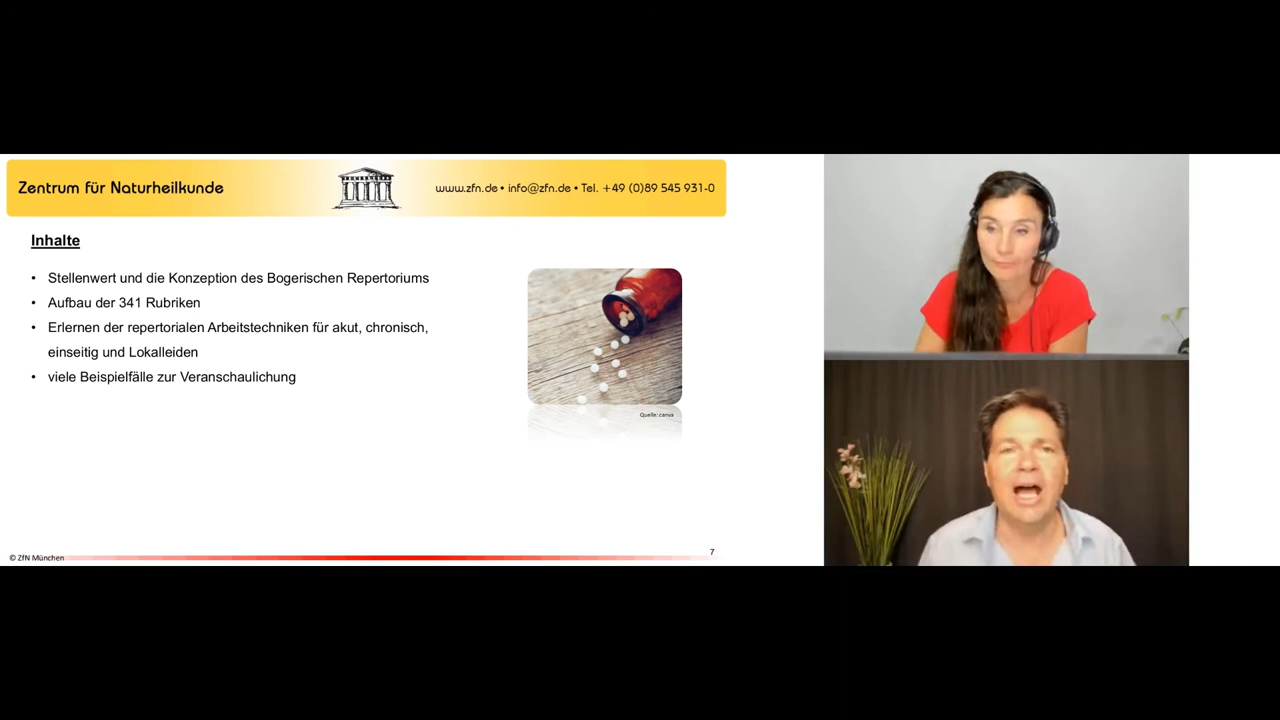 Zentrum für Naturheilkunde
www.zfn.de • info@zfn.de • Tel. +49 (0)89 545 931-0
Inhalte
• Stellenwert und die Konzeption des Bogerischen Repertoriums
• Aufbau der 341 Rubriken
• Erlernen der repertorialen Arbeitstechniken für akut, chronisch,
einseitig und Lokalleiden
• viele Beispielfälle zur Veranschaulichung
Quelle: canva
© ZfN München
7